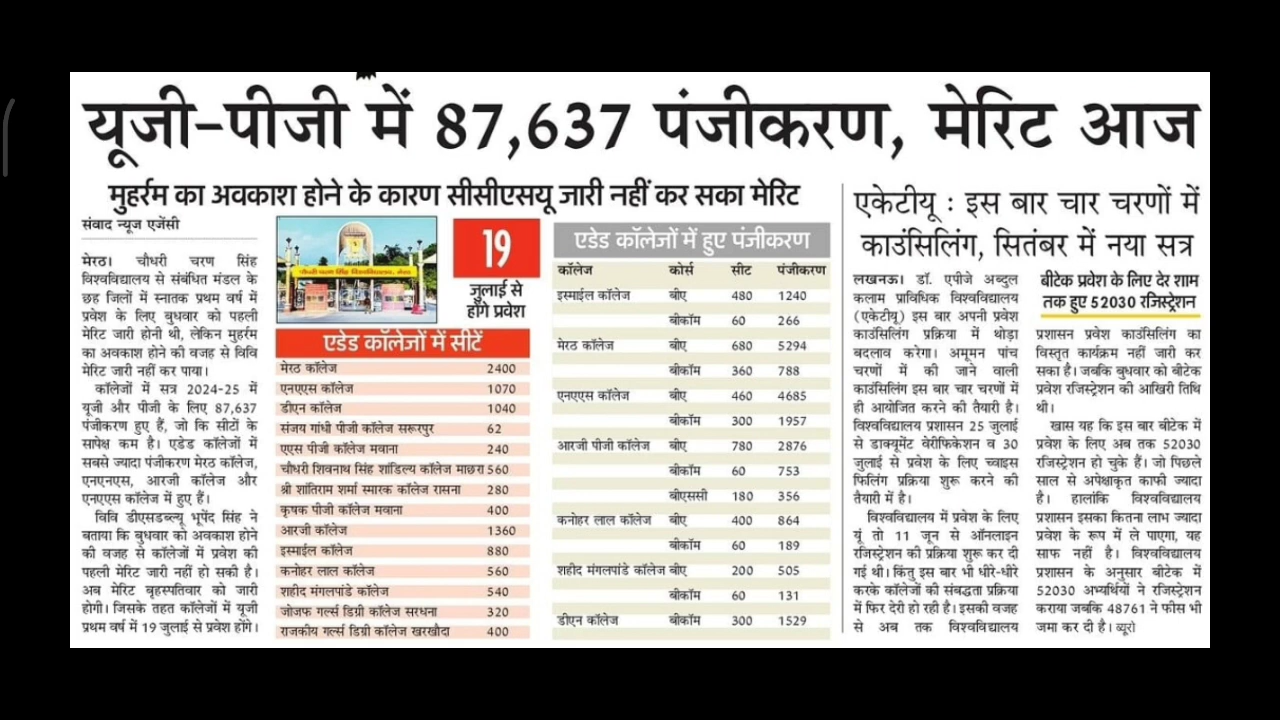 यूजी-पीजी में 87,637 पंजीकरण, मेरिट आज
मुहर्रम का अवकाश होने के कारण सीसीएसयू जारी नहीं कर सका मेरिट
संवाद न्यूज एजेंसी
मेरठ। चौधरी चरण सिंह
विश्वविद्यालय से संबंधित मंडल के
छह जिलों में स्नातक प्रथम वर्ष में
प्रवेश के लिए बुधवार को पहली
मेरिट जारी होनी थी, लेकिन मुहर्रम
का अवकाश होने की वजह से विवि
मेरिट जारी नहीं कर पाया।
कॉलेजों में सत्र 2024-25 में
यूजी और पीजी के लिए 87,637
पंजीकरण हुए हैं, जो कि सीटों के
सापेक्ष कम है। एडेड कॉलेजों में
सबसे ज्यादा पंजीकरण मेरठ कॉलेज,
एनएनएस, आरजी कॉलेज और
एनएएस कॉलेज में हुए हैं।
विवि डीएसडब्ल्यू भूपेंद सिंह ने
बताया कि बुधवार को अवकाश होने
की वजह से कॉलेजों में प्रवेश की
पहली मेरिट जारी नहीं हो सकी है।
अब मेरिट बृहस्पतिवार को जारी
होगी। जिसके तहत कॉलेजों में यूजी
प्रथम वर्ष में 19 जुलाई से प्रवेश होंगे।
चौधरी चरण सिंह विश्वविद्यालय, मेरठ
19
जुलाई से
होंगे प्रवेश
एडेड कॉलेजों में सीटें
मेरठ कॉलेज 2400
एनएएस कॉलेज 1070
डीएन कॉलेज 1040
संजय गांधी पीजी कॉलेज सरूरपुर 62
एएस पीजी कॉलेज मवाना 240
चौधरी शिवनाथ सिंह शांडिल्य कॉलेज माछरा 560
श्री शांतिराम शर्मा स्मारक कॉलेज रासना 280
कृषक पीजी कॉलेज मवाना 400
आरजी कॉलेज 1360
इस्माईल कॉलेज 880
कनोहर लाल कॉलेज 560
शहीद मंगलपांडे कॉलेज 540
जोजफ गर्ल्स डिग्री कॉलेज सरधना 320
राजकीय गर्ल्स डिग्री कॉलेज खरखौदा 400
एडेड कॉलेजों में हुए पंजीकरण
कॉलेज कोर्स सीट पंजीकरण
इस्माईल कॉलेज बीए 480 1240
बीकॉम 60 266
मेरठ कॉलेज बीए 680 5294
बीकॉम 360 788
एनएएस कॉलेज बीए 460 4685
बीकॉम 300 1957
आरजी पीजी कॉलेज बीए 780 2876
बीकॉम 60 753
बीएससी 180 356
कनोहर लाल कॉलेज बीए 400 864
बीकॉम 60 189
शहीद मंगलपांडे कॉलेज बीए 200 505
बीकॉम 60 131
डीएन कॉलेज बीकॉम 300 1529
एकेटीयू : इस बार चार चरणों में
काउंसिलिंग, सितंबर में नया सत्र
लखनऊ। डॉ. एपीजे अब्दुल
कलाम प्राविधिक विश्वविद्यालय
(एकेटीयू) इस बार अपनी प्रवेश
काउंसिलिंग प्रक्रिया में थोड़ा
बदलाव करेगा। अमूमन पांच
चरणों में की जाने वाली
काउंसिलिंग इस बार चार चरणों में
ही आयोजित करने की तैयारी है।
विश्वविद्यालय प्रशासन 25 जुलाई
से डाक्यूमेंट वेरीफिकेशन व 30
जुलाई से प्रवेश के लिए च्वाइस
फिलिंग प्रक्रिया शुरू करने की
तैयारी में है।
विश्वविद्यालय में प्रवेश के लिए
यूं तो 11 जून से ऑनलाइन
रजिस्ट्रेशन की प्रक्रिया शुरू कर दी
गई थी। किंतु इस बार भी धीरे-धीरे
करके कॉलेजों की संबद्धता प्रक्रिया
में फिर देरी हो रही है। इसकी वजह
से अब तक विश्वविद्यालय
बीटेक प्रवेश के लिए देर शाम
तक हुए 52030 रजिस्ट्रेशन
प्रशासन प्रवेश काउंसिलिंग का
विस्तृत कार्यक्रम नहीं जारी कर
सका है। जबकि बुधवार को बीटेक
प्रवेश रजिस्ट्रेशन की आखिरी तिथि
थी।
खास यह कि इस बार बीटेक में
प्रवेश के लिए अब तक 52030
रजिस्ट्रेशन हो चुके हैं। जो पिछले
साल से अपेक्षाकृत काफी ज्यादा
है। हालांकि विश्वविद्यालय
प्रशासन इसका कितना लाभ ज्यादा
प्रवेश के रूप में ले पाएगा, यह
साफ नहीं है। विश्वविद्यालय
प्रशासन के अनुसार बीटेक में
52030 अभ्यर्थियों ने रजिस्ट्रेशन
कराया जबकि 48761 ने फीस भी
जमा कर दी है। ब्यूरो